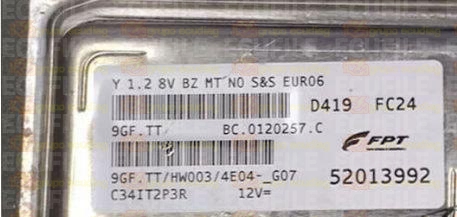 Y 1.2 8V BZ MT NO S&S EURO6
D419 FC24
9GF.TT/ BC.0120257.C
FPT
9GF.TT/HW003/4E04-_G07 52013992
C34IT2P3R 12V=